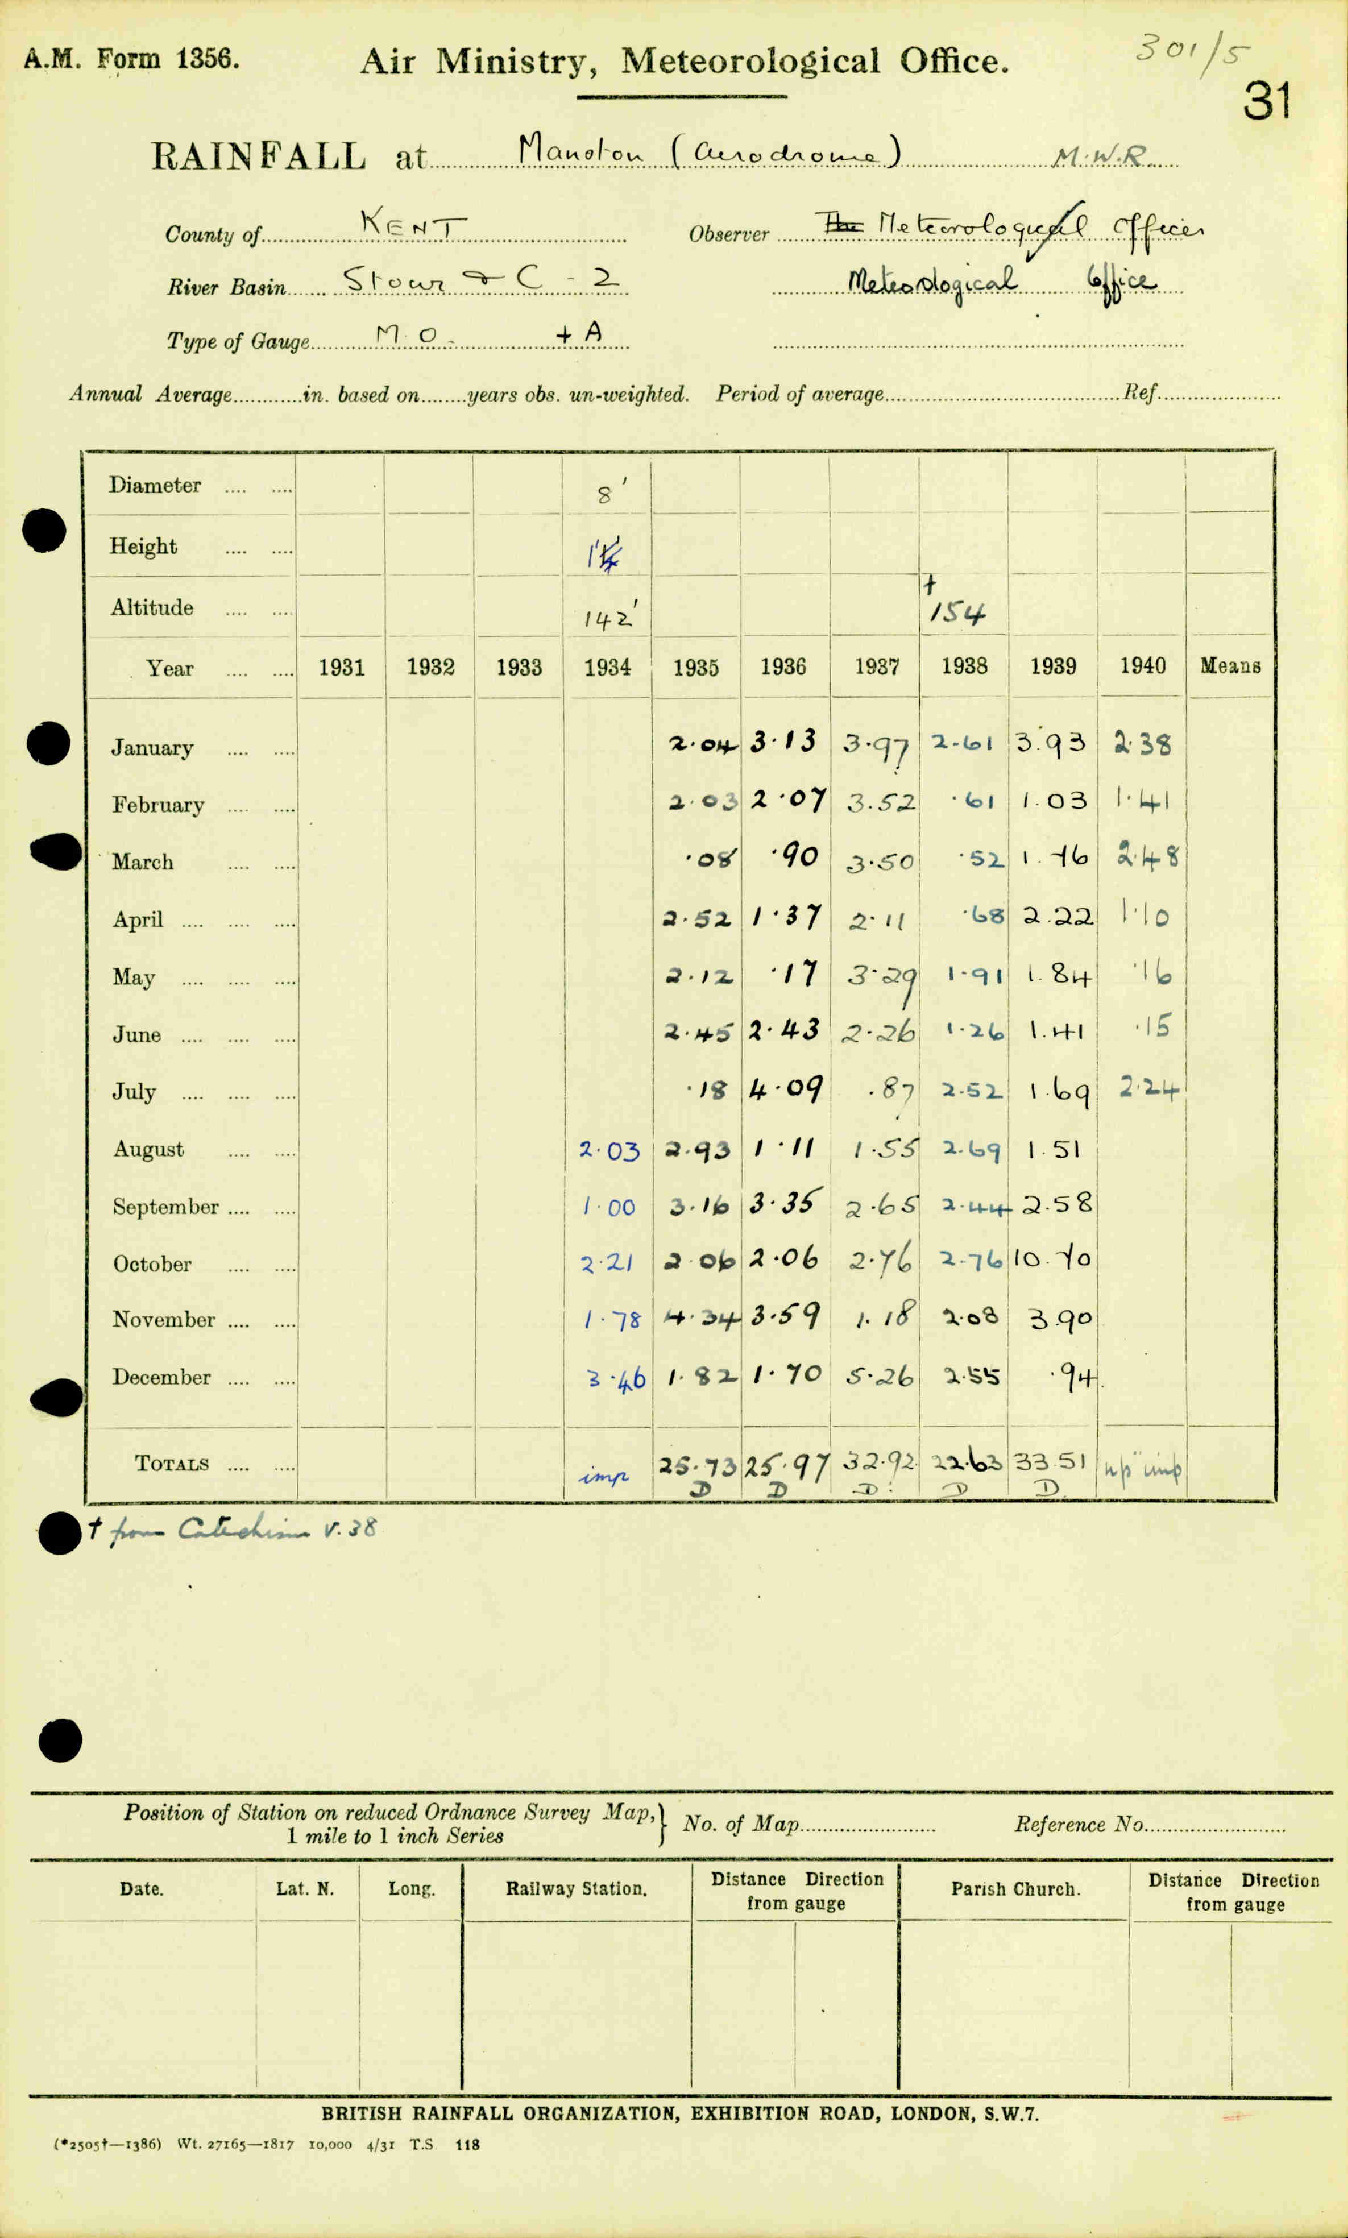 A.M. Form 1356. Air Ministry, Meteorological Office. 301/5
31
RAINFALL at Manston (Aerodrome) M.W.R.
County of KENT Observer The Meteorological Officer
River Basin Stour & C - 2 Meteorological Office
Type of Gauge M.O. + A
Annual Average in. based on years obs. un-weighted. Period of average Ref.
Diameter 8'
Height
Altitude 142' † 154
Year 1931 1932 1933 1934 1935 1936 1937 1938 1939 1940 Means
January 2.04 3.13 3.97 2.61 3.93 2.38
February 2.03 2.07 3.52 .61 1.03 1.41
March .08 .90 3.50 .52 1.76 2.48
April 2.52 1.37 2.11 .68 2.22 1.10
May 2.12 .17 3.29 1.91 1.84 .16
June 2.45 2.43 2.26 1.26 1.41 .15
July .18 4.09 .87 2.52 1.69 2.24
August 2.03 2.93 1.11 1.55 2.69 1.51
September 1.00 3.16 3.35 2.65 2.44 2.58
October 2.21 2.06 2.06 2.76 2.76 10.70
November 1.78 4.34 3.59 1.18 2.08 3.90
December 3.46 1.82 1.70 5.26 2.55 .94
TOTALS imp 25.73 25.97 32.92 22.63 33.51 imp
D D D D D
† from Catechism V.38
Position of Station on reduced Ordnance Survey Map, } No. of Map Reference No.
1 mile to 1 inch Series
Date. Lat. N. Long. Railway Station. Distance Direction from gauge Parish Church. Distance Direction from gauge
BRITISH RAINFALL ORGANIZATION, EXHIBITION ROAD, LONDON, S.W.7.
(*2505†—1386) Wt. 27165—1817 10,000 4/31 T.S 118